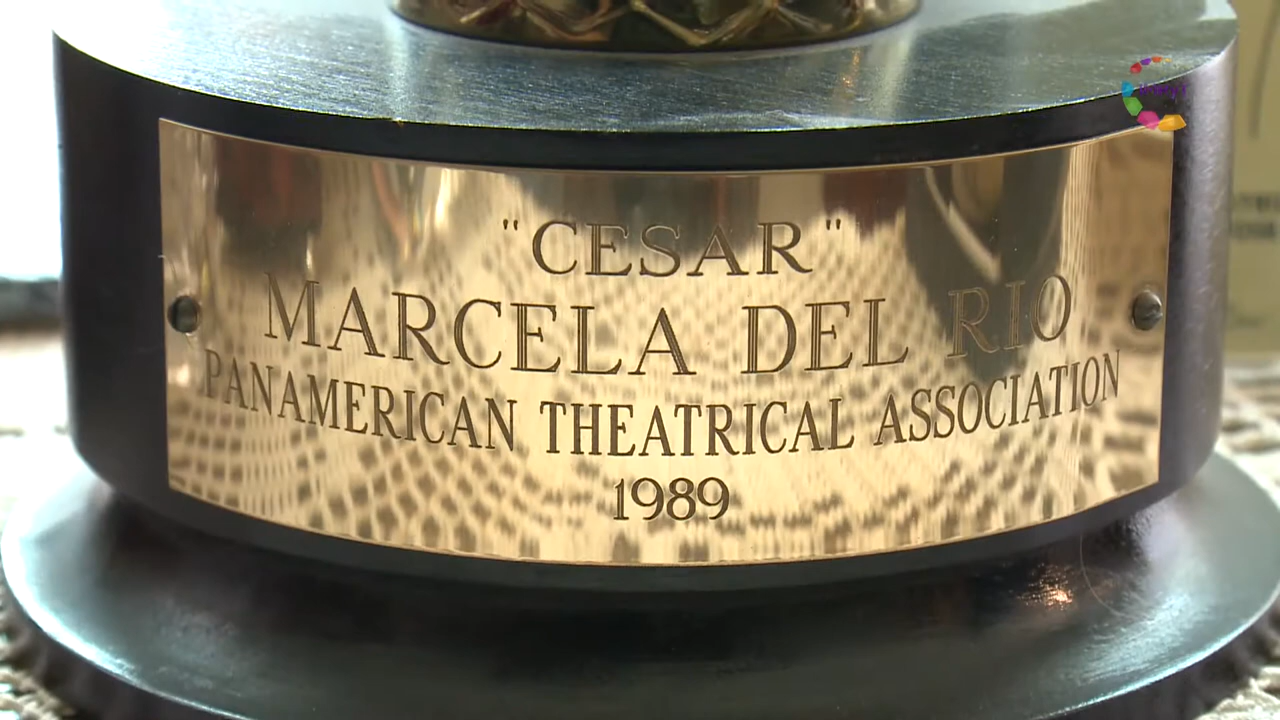 "CESAR"
MARCELA DEL RIO
PANAMERICAN THEATRICAL ASSOCIATION
1989